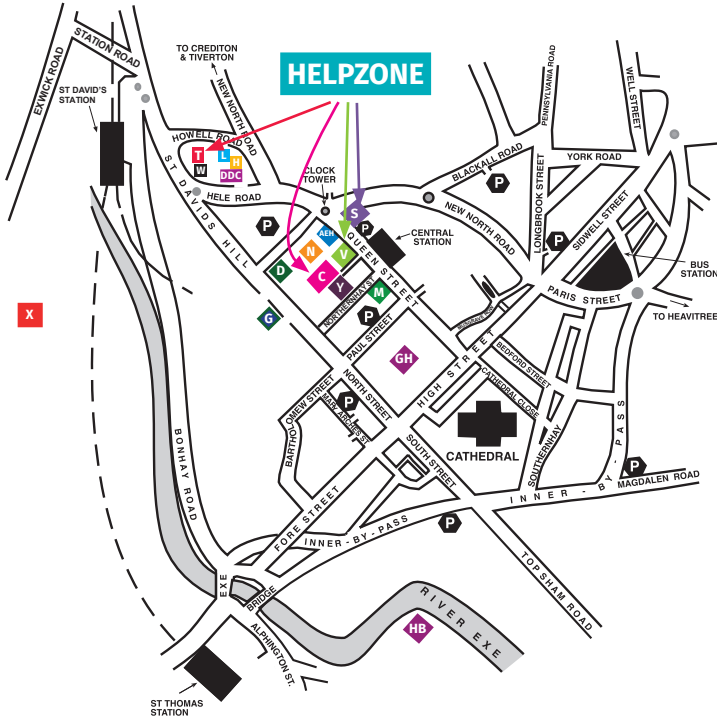 STATION ROAD
EXWICK ROAD
TO CREDITON
& TIVERTON
HELPZONE
ST DAVID'S
STATION
NEW NORTH ROAD
PENNSYLVANIA ROAD
WELL STREET
HOWELL ROAD
T
L
H
W
DDC
ST DAVIDS HILL
HELE ROAD
CLOCK
TOWER
BLACKALL ROAD
YORK ROAD
P
LONGBROOK STREET
SIDWELL STREET
NEW NORTH ROAD
S
P
P
AEH
QUEEN STREET
CENTRAL
STATION
P
N
V
D
C
Y
M
BUS
STATION
PARIS STREET
TO HEAVITREE
X
G
NORTHERNHAY ST
P
PAUL STREET
GH
HIGH STREET
BEDFORD STREET
CATHEDRAL CLOSE
NORTH STREET
BARTHOLOMEW STREET
P
MARY ARCHES ST
CATHEDRAL
SOUTHERNHAY
SOUTH STREET
BONHAY ROAD
P
MAGDALEN ROAD
INNER - BY - PASS
FORE STREET
INNER-BY-PASS
P
TOPSHAM ROAD
EXE
BRIDGE
ALPHINGTON ST.
RIVER EXE
HB
ST THOMAS
STATION